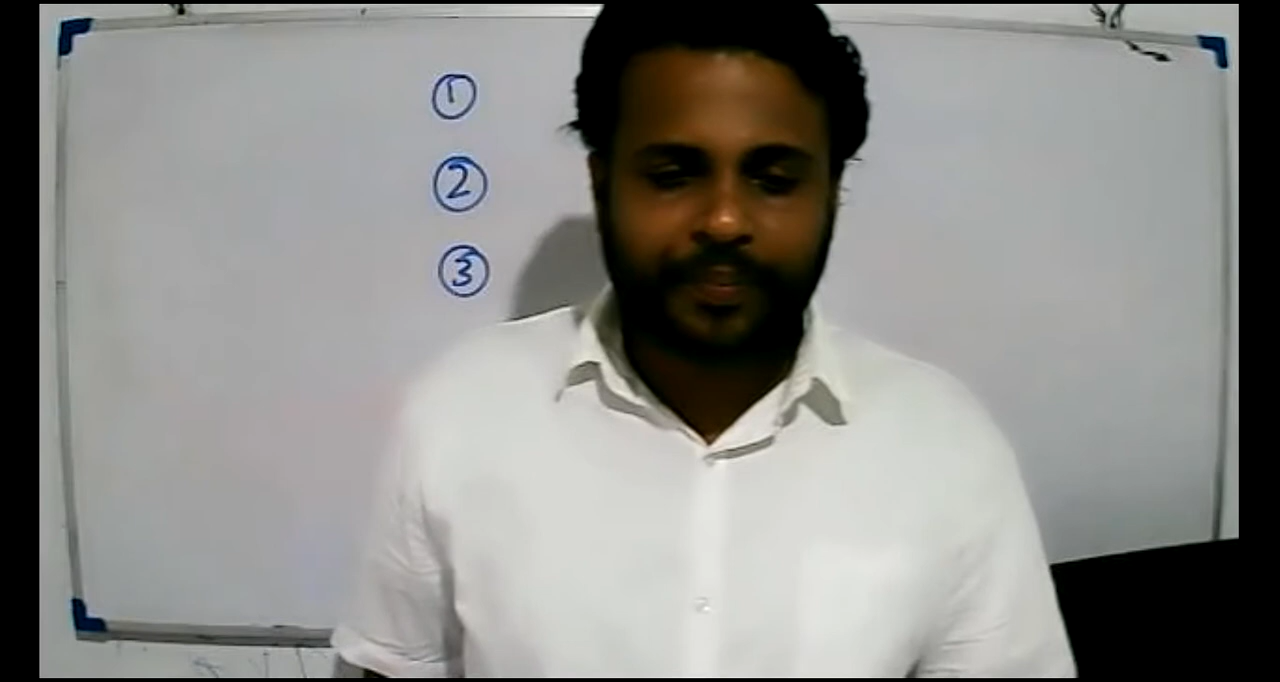 ①
②
③